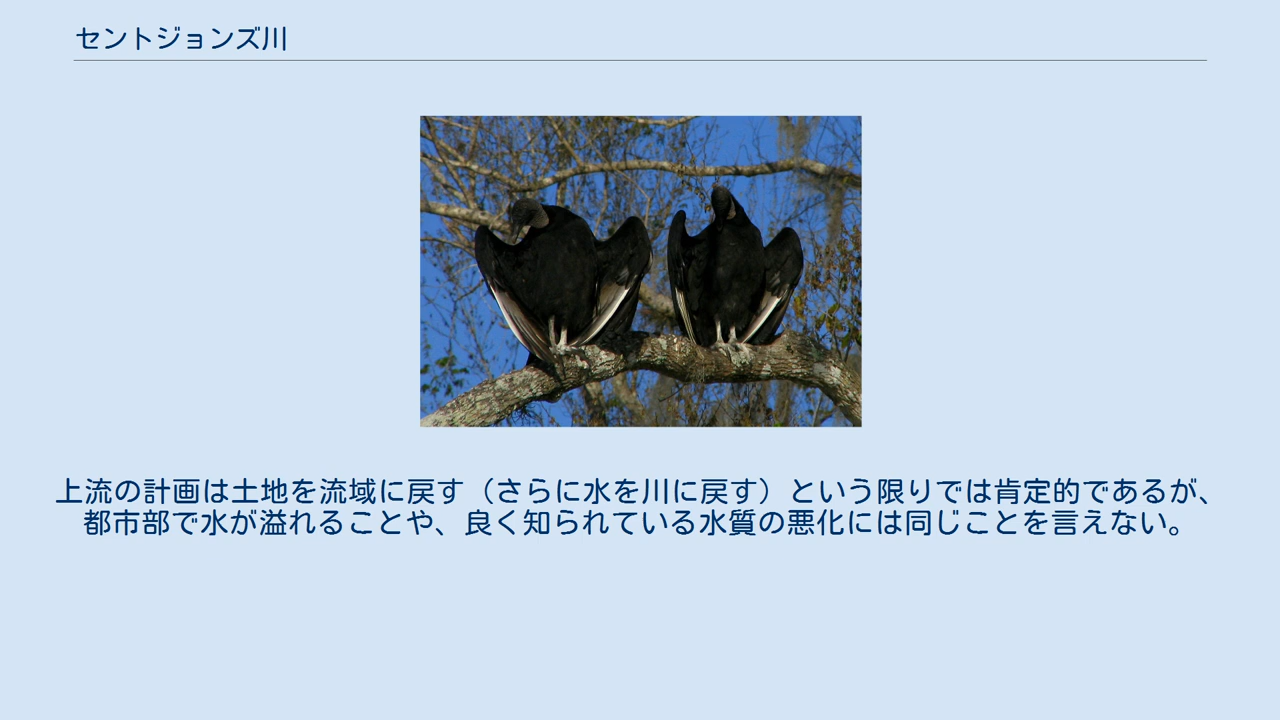 セントジョンズ川
上流の計画は土地を流域に戻す（さらに水を川に戻す）という限りでは肯定的であるが、
都市部で水が溢れることや、良く知られている水質の悪化には同じことを言えない。